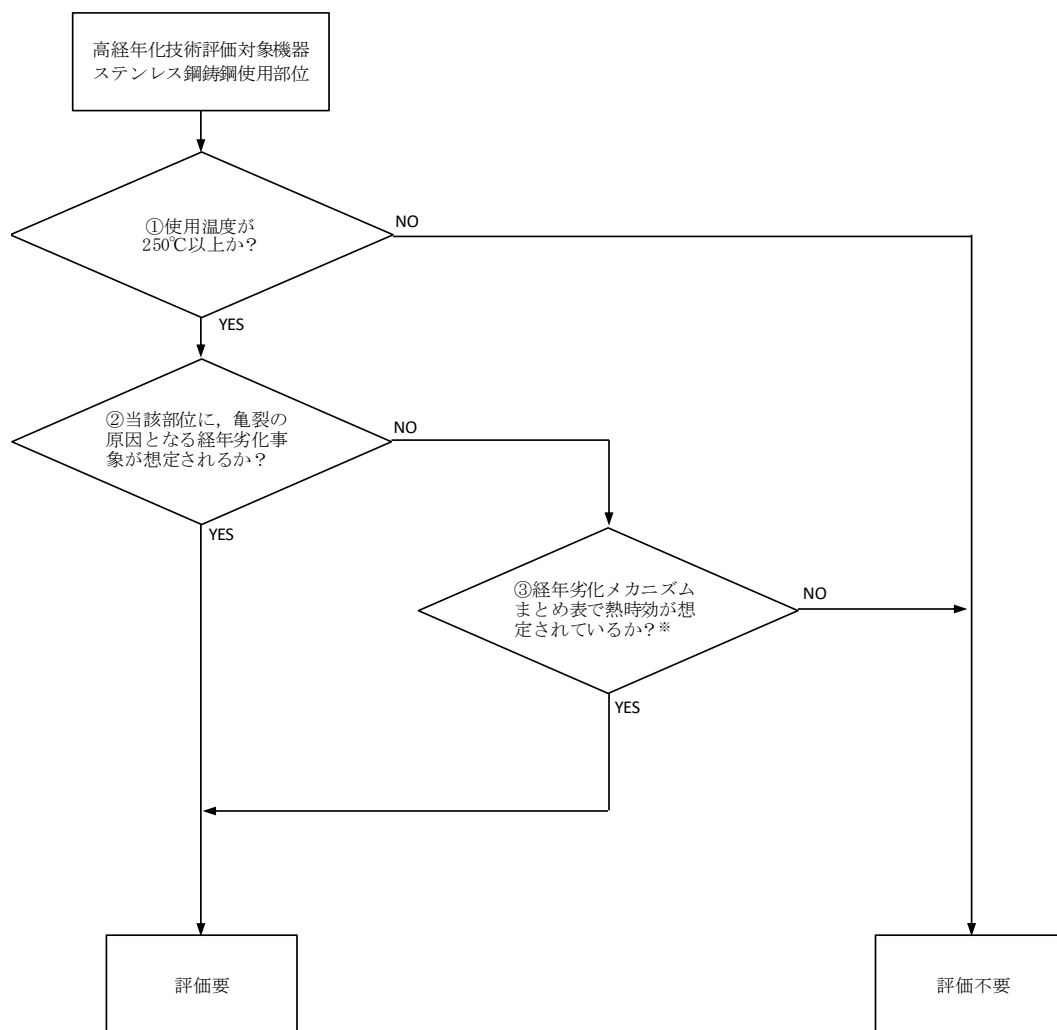 高経年化技術評価対象機器
ステンレス鋼鋳鋼使用部位
①使用温度が
250℃以上か？
NO
YES
②当該部位に，亀裂の
原因となる経年劣化事
象が想定されるか？
NO
YES
③経年劣化メカニズム
まとめ表で熱時効が想
定されているか？※
NO
YES
評価要
評価不要